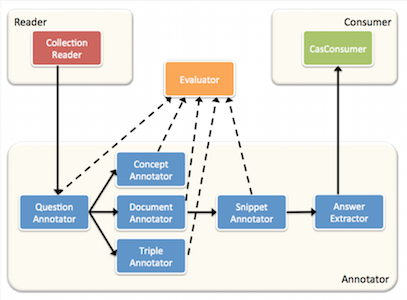 Reader
Consumer
Collection
Reader
CasConsumer
Evaluator
Concept
Annotator
Question
Annotator
Document
Annotator
Snippet
Annotator
Answer
Extractor
Triple
Annotator
Annotator